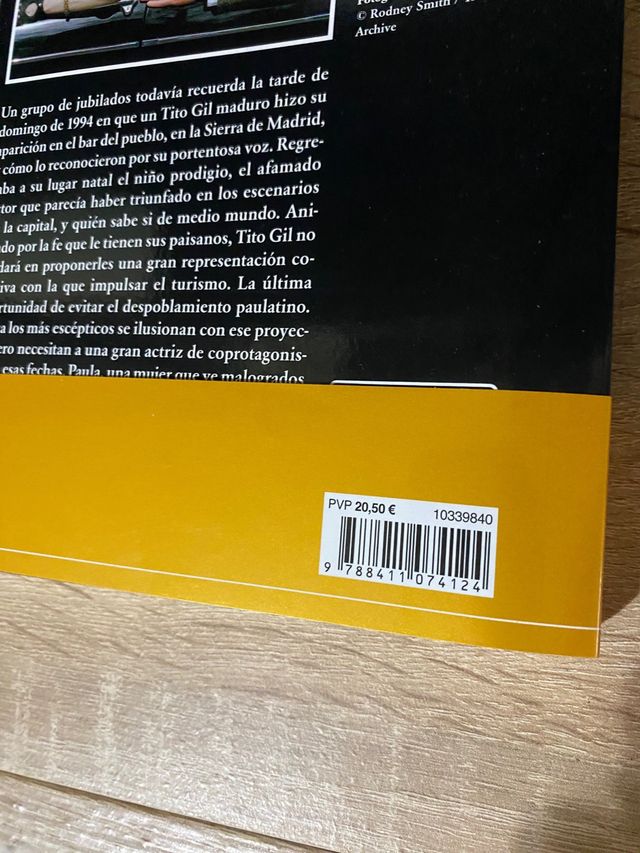 © Rodney Smith /
Archive
Un grupo de jubilados todavía recuerda la tarde de
domingo de 1994 en que un Tito Gil maduro hizo su
aparición en el bar del pueblo, en la Sierra de Madrid,
cómo lo reconocieron por su portentosa voz. Regre-
aba a su lugar natal el niño prodigio, el afamado
tor que parecía haber triunfado en los escenarios
la capital, y quién sabe si de medio mundo. Ani-
do por la fe que le tienen sus paisanos, Tito Gil no
dará en proponerles una gran representación co-
iva con la que impulsar el turismo. La última
rtunidad de evitar el despoblamiento paulatino.
a los más escépticos se ilusionan con ese proyec-
ero necesitan a una gran actriz de coprotagonis-
esas fechas, Paula, una mujer que ve malogrados
PVP 20,50 €
10339840
9 788411 074124